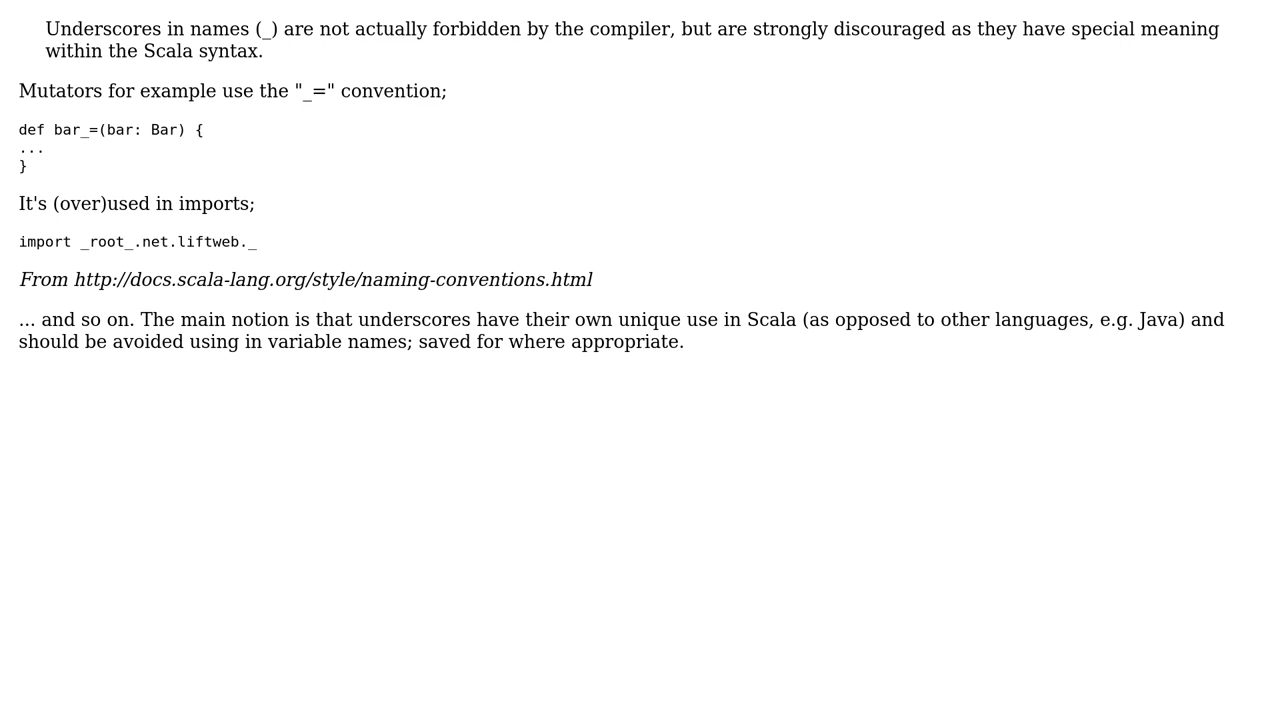 Underscores in names (_) are not actually forbidden by the compiler, but are strongly discouraged as they have special meaning
within the Scala syntax.
Mutators for example use the "_=" convention;
def bar_=(bar: Bar) {
...
}
It's (over)used in imports;
import _root_.net.liftweb._
From http://docs.scala-lang.org/style/naming-conventions.html
... and so on. The main notion is that underscores have their own unique use in Scala (as opposed to other languages, e.g. Java) and
should be avoided using in variable names; saved for where appropriate.